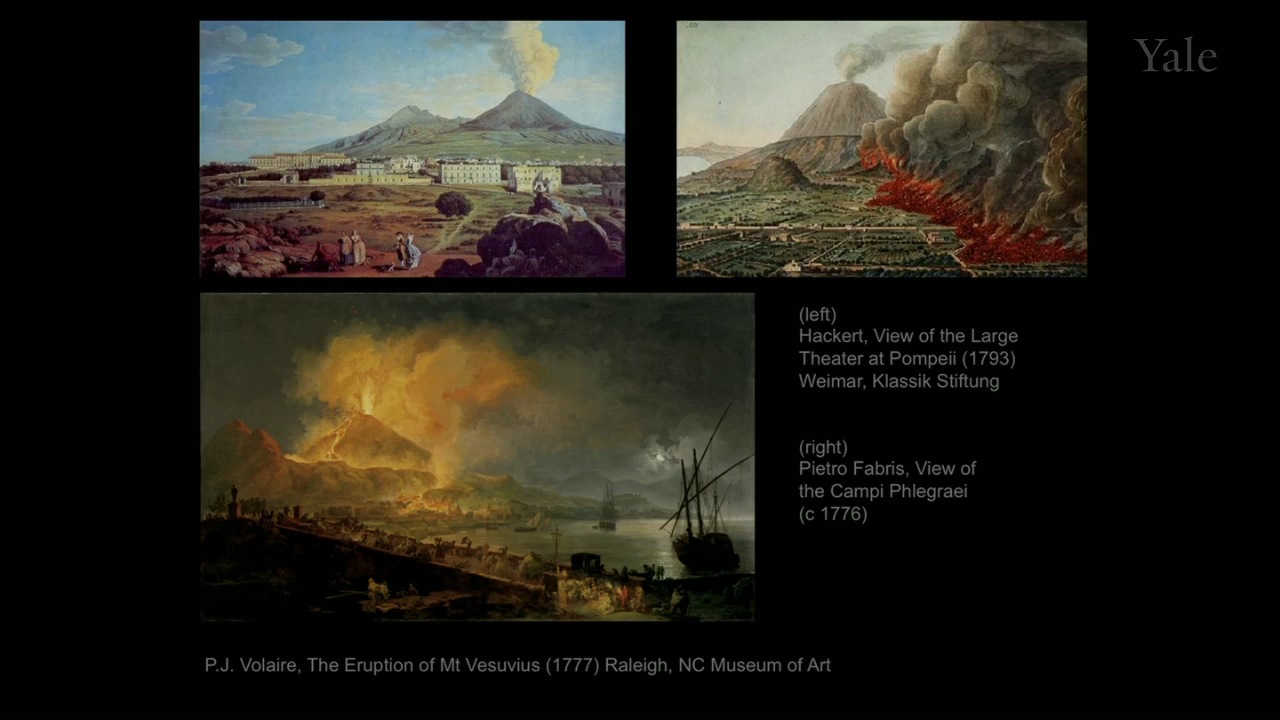 Yale
(left)
Hackert, View of the Large
Theater at Pompeii (1793)
Weimar, Klassik Stiftung
(right)
Pietro Fabris, View of
the Campi Phlegraei
(c 1776)
P.J. Volaire, The Eruption of Mt Vesuvius (1777) Raleigh, NC Museum of Art